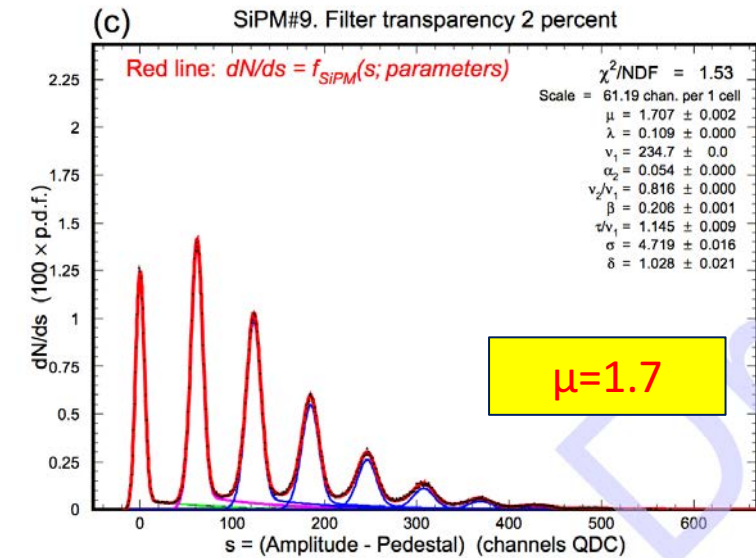 (c) SiPM#9. Filter transparency 2 percent
Red line: dN/ds = f_SiPM(s; parameters)
χ²/NDF = 1.53
Scale = 61.19 chan. per 1 cell
μ = 1.707 ± 0.002
λ = 0.109 ± 0.000
ν₁ = 234.7 ± 0.0
α₂ = 0.054 ± 0.000
ν₂/ν₁ = 0.816 ± 0.000
β = 0.206 ± 0.001
τ/ν₁ = 1.145 ± 0.009
σ = 4.719 ± 0.016
δ = 1.028 ± 0.021
μ=1.7
dN/ds (100 × p.d.f.)
2.25
2
1.75
1.5
1.25
1
0.75
0.5
0.25
0
0 100 200 300 400 500 600
s = (Amplitude - Pedestal) (channels QDC)